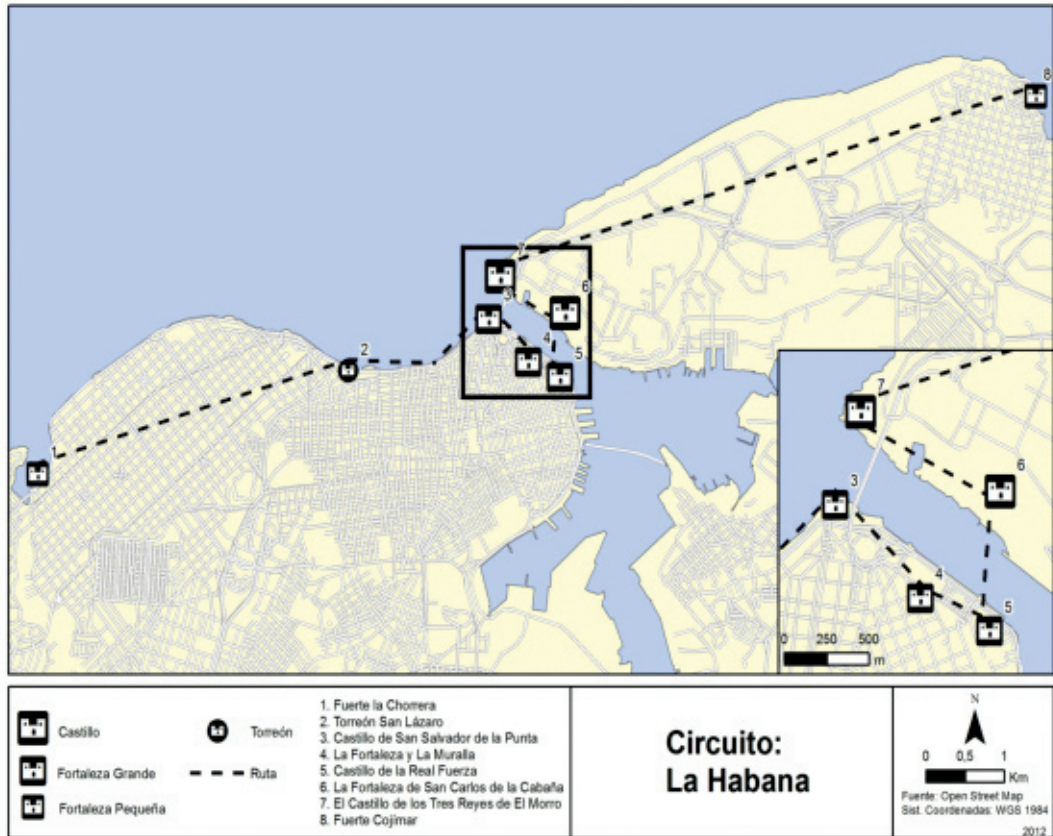 8
7
6
3
2
4
5
1
7
6
3
4
5
0 250 500
m
Castillo
Fortaleza Grande
Fortaleza Pequeña
Torreón
Ruta
1. Fuerte la Chorrera
2. Torreón San Lázaro
3. Castillo de San Salvador de la Punta
4. La Fortaleza y La Muralla
5. Castillo de la Real Fuerza
6. La Fortaleza de San Carlos de la Cabaña
7. El Castillo de los Tres Reyes de El Morro
8. Fuerte Cojímar
Circuito:
La Habana
N
0 0,5 1
Km
Fuente: Open Street Map
Sist. Coordenadas: WGS 1984
2013